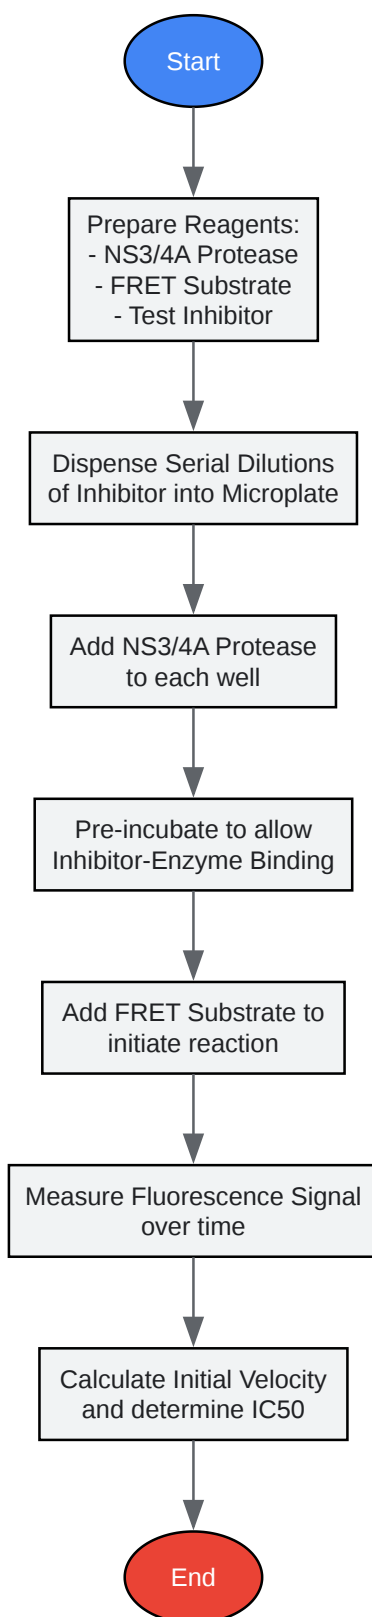 Start
Prepare Reagents:
- NS3/4A Protease
- FRET Substrate
- Test Inhibitor
Dispense Serial Dilutions
of Inhibitor into Microplate
Add NS3/4A Protease
to each well
Pre-incubate to allow
Inhibitor-Enzyme Binding
Add FRET Substrate to
initiate reaction
Measure Fluorescence Signal
over time
Calculate Initial Velocity
and determine IC50
End